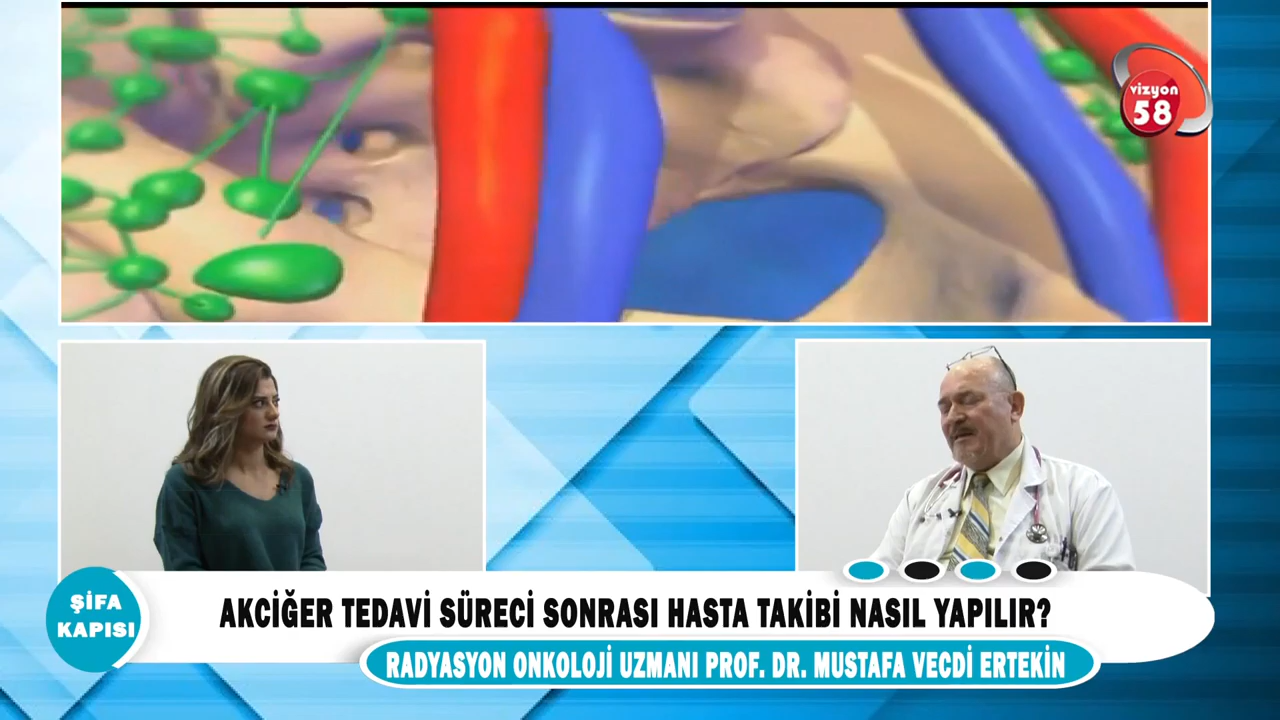 vizyon
58
ŞİFA
KAPISI
AKCİĞER TEDAVİ SÜRECİ SONRASI HASTA TAKİBİ NASIL YAPILIR?
RADYASYON ONKOLOJİ UZMANI PROF. DR. MUSTAFA VECDİ ERTEKİN